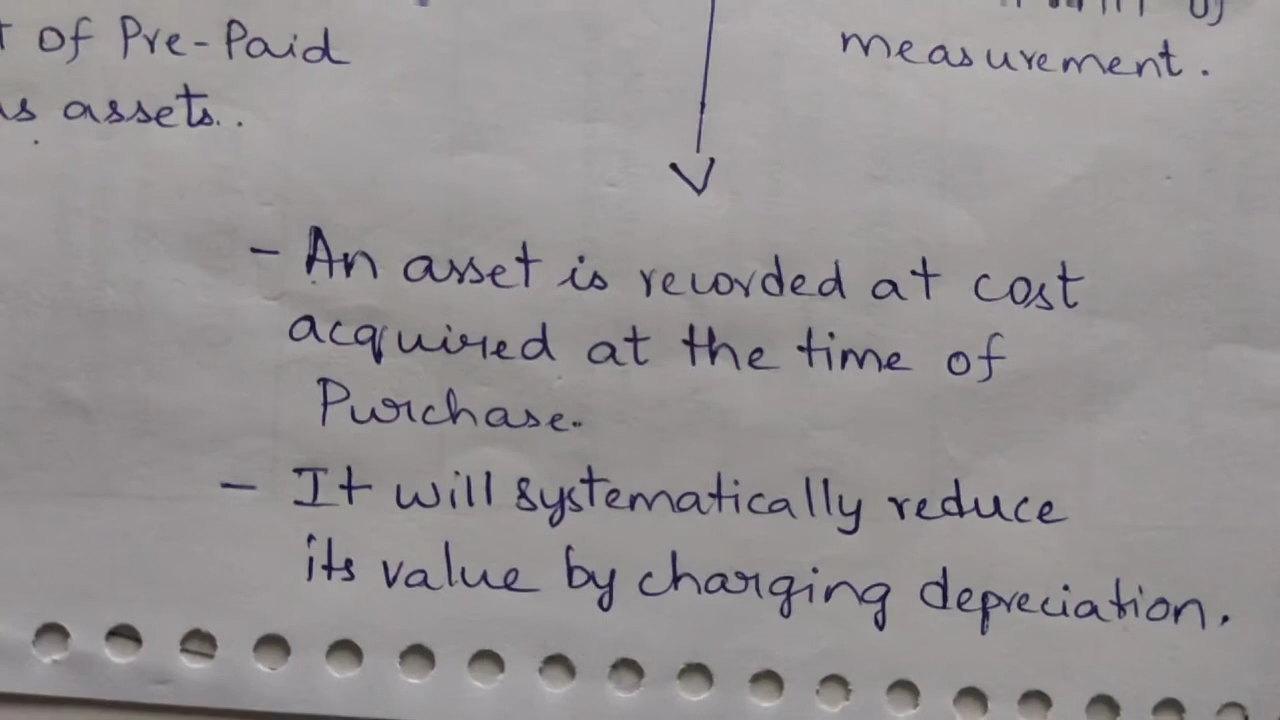 of Pre-Paid
as assets..
measurement.
- An asset is recorded at cost
acquired at the time of
Purchase.
- It will systematically reduce
its value by charging depreciation.